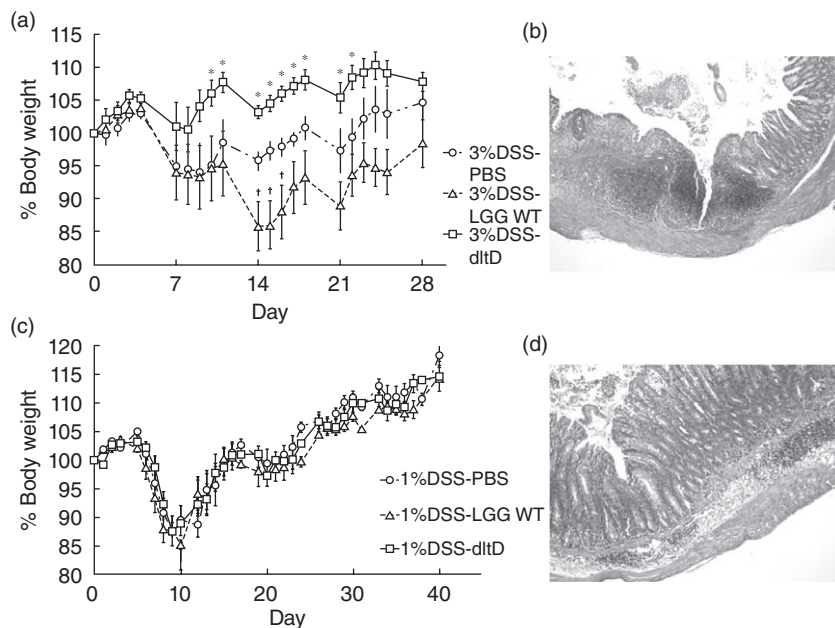 (a)
115
110
105
100
95
90
85
80
% Body weight
* *
* * * * *
* *
† † †
0 7 14 21 28
Day
3%DSS-
PBS
3%DSS-
LGG WT
3%DSS-
dltD
(b)
(c)
120
115
110
105
100
95
90
85
80
% Body weight
1%DSS-PBS
1%DSS-LGG WT
1%DSS-dltD
0 10 20 30 40
Day
(d)